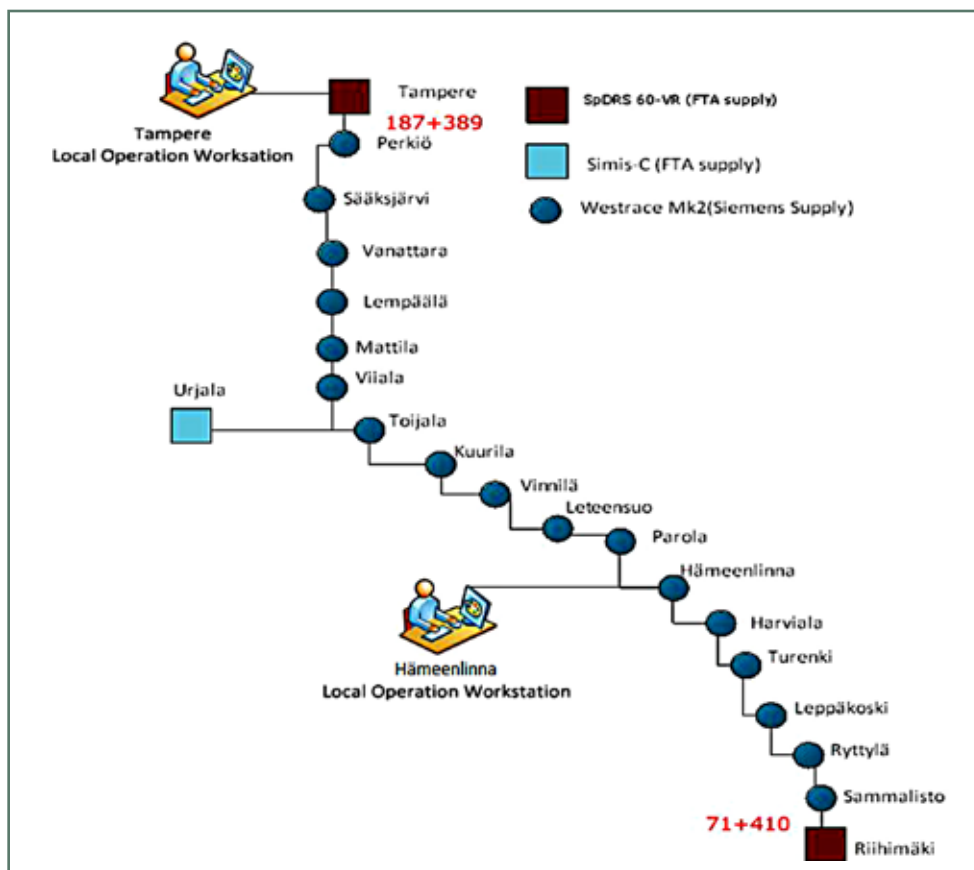 Tampere
187+389
Perkiö
Tampere
Local Operation Worksation
SpDRS 60-VR (FTA supply)
Simis-C (FTA supply)
Westrace Mk2(Siemens Supply)
Sääksjärvi
Vanattara
Lempäälä
Mattila
Viiala
Urjala
Toijala
Kuurila
Vinnilä
Leteensuo
Parola
Hämeenlinna
Harviala
Hämeenlinna
Local Operation Workstation
Turenki
Leppäkoski
Ryttylä
Sammalisto
71+410
Riihimäki